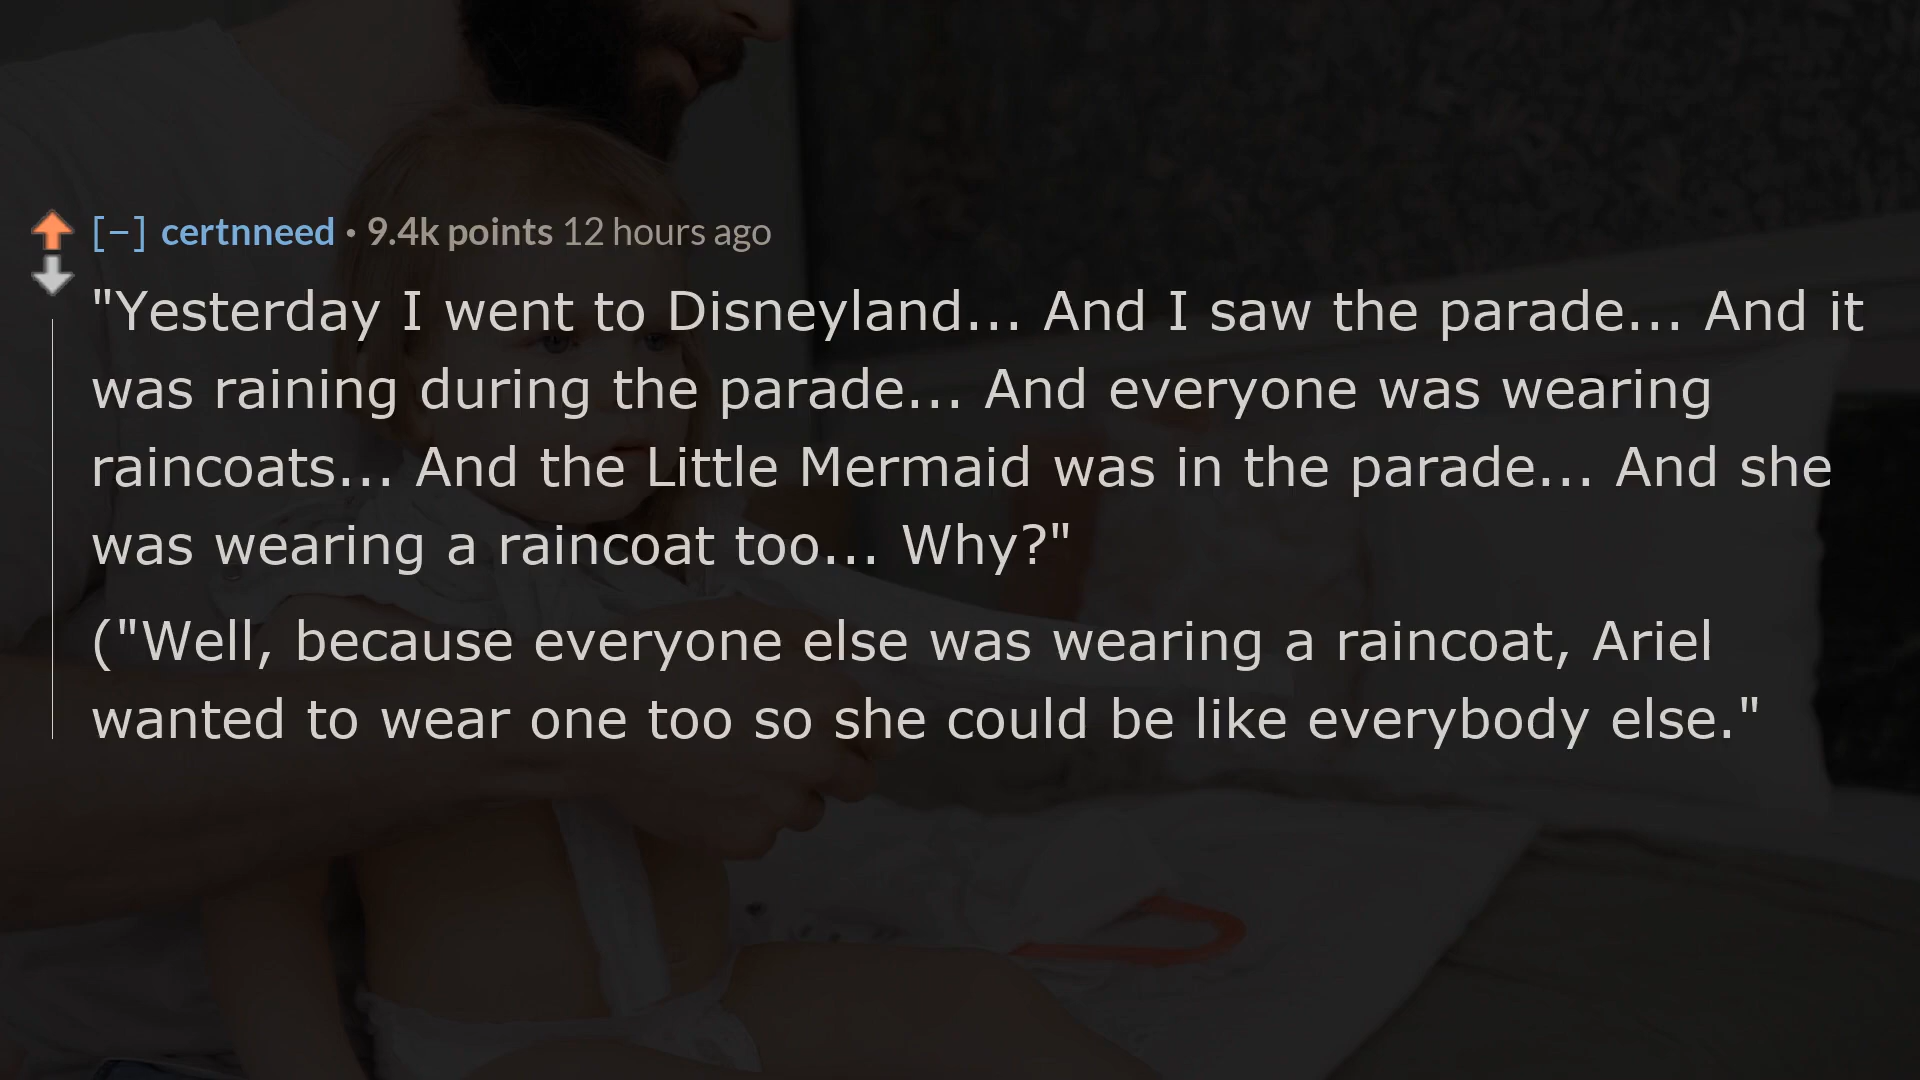 [–] certnneed • 9.4k points 12 hours ago
"Yesterday I went to Disneyland... And I saw the parade... And it
was raining during the parade... And everyone was wearing
raincoats... And the Little Mermaid was in the parade... And she
was wearing a raincoat too... Why?"
("Well, because everyone else was wearing a raincoat, Ariel
wanted to wear one too so she could be like everybody else."